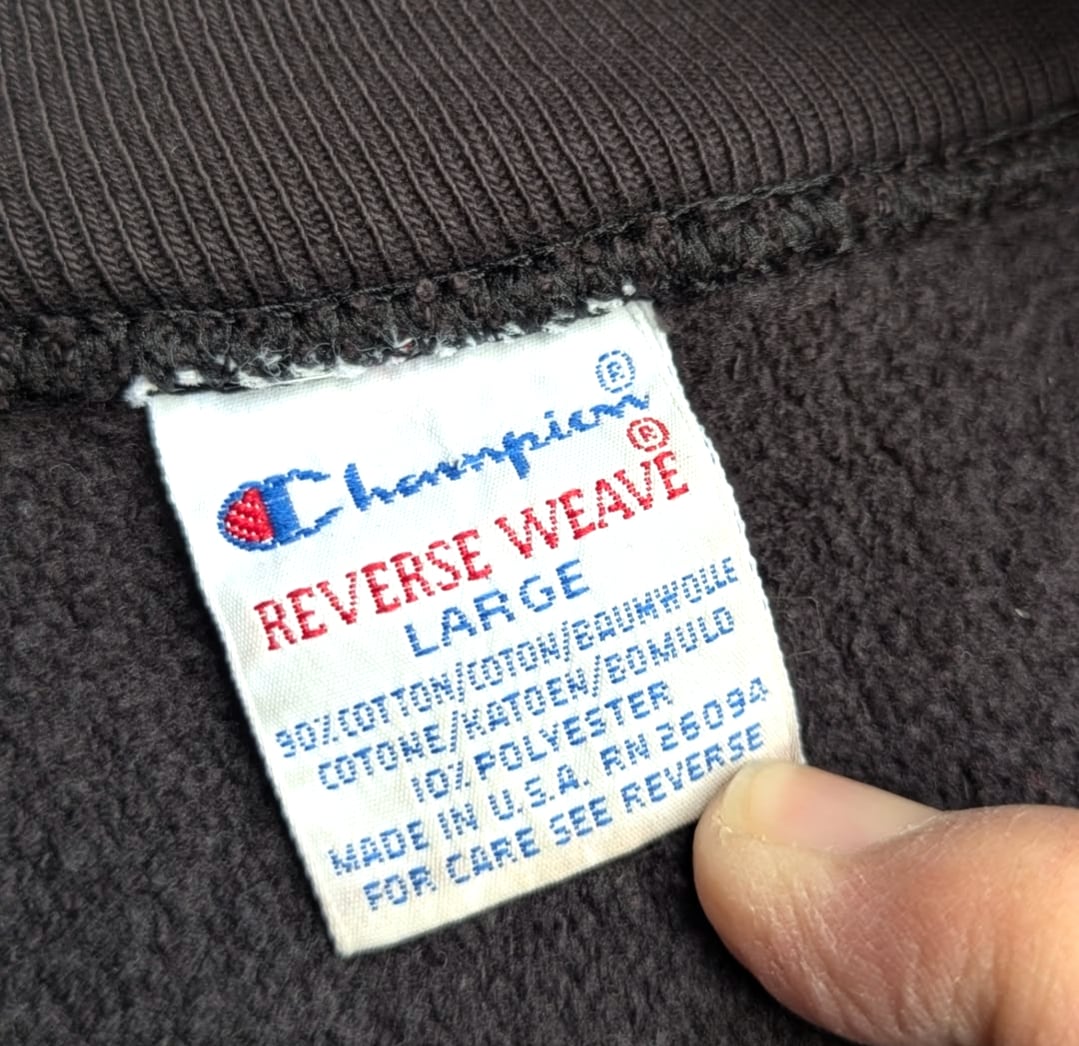 Champion®
REVERSE WEAVE®
LARGE
90% COTTON/COTON/BAUMWOLLE
COTONE/KATOEN/BOMULD
10% POLYESTER
MADE IN U.S.A. RN 26094
FOR CARE SEE REVERSE